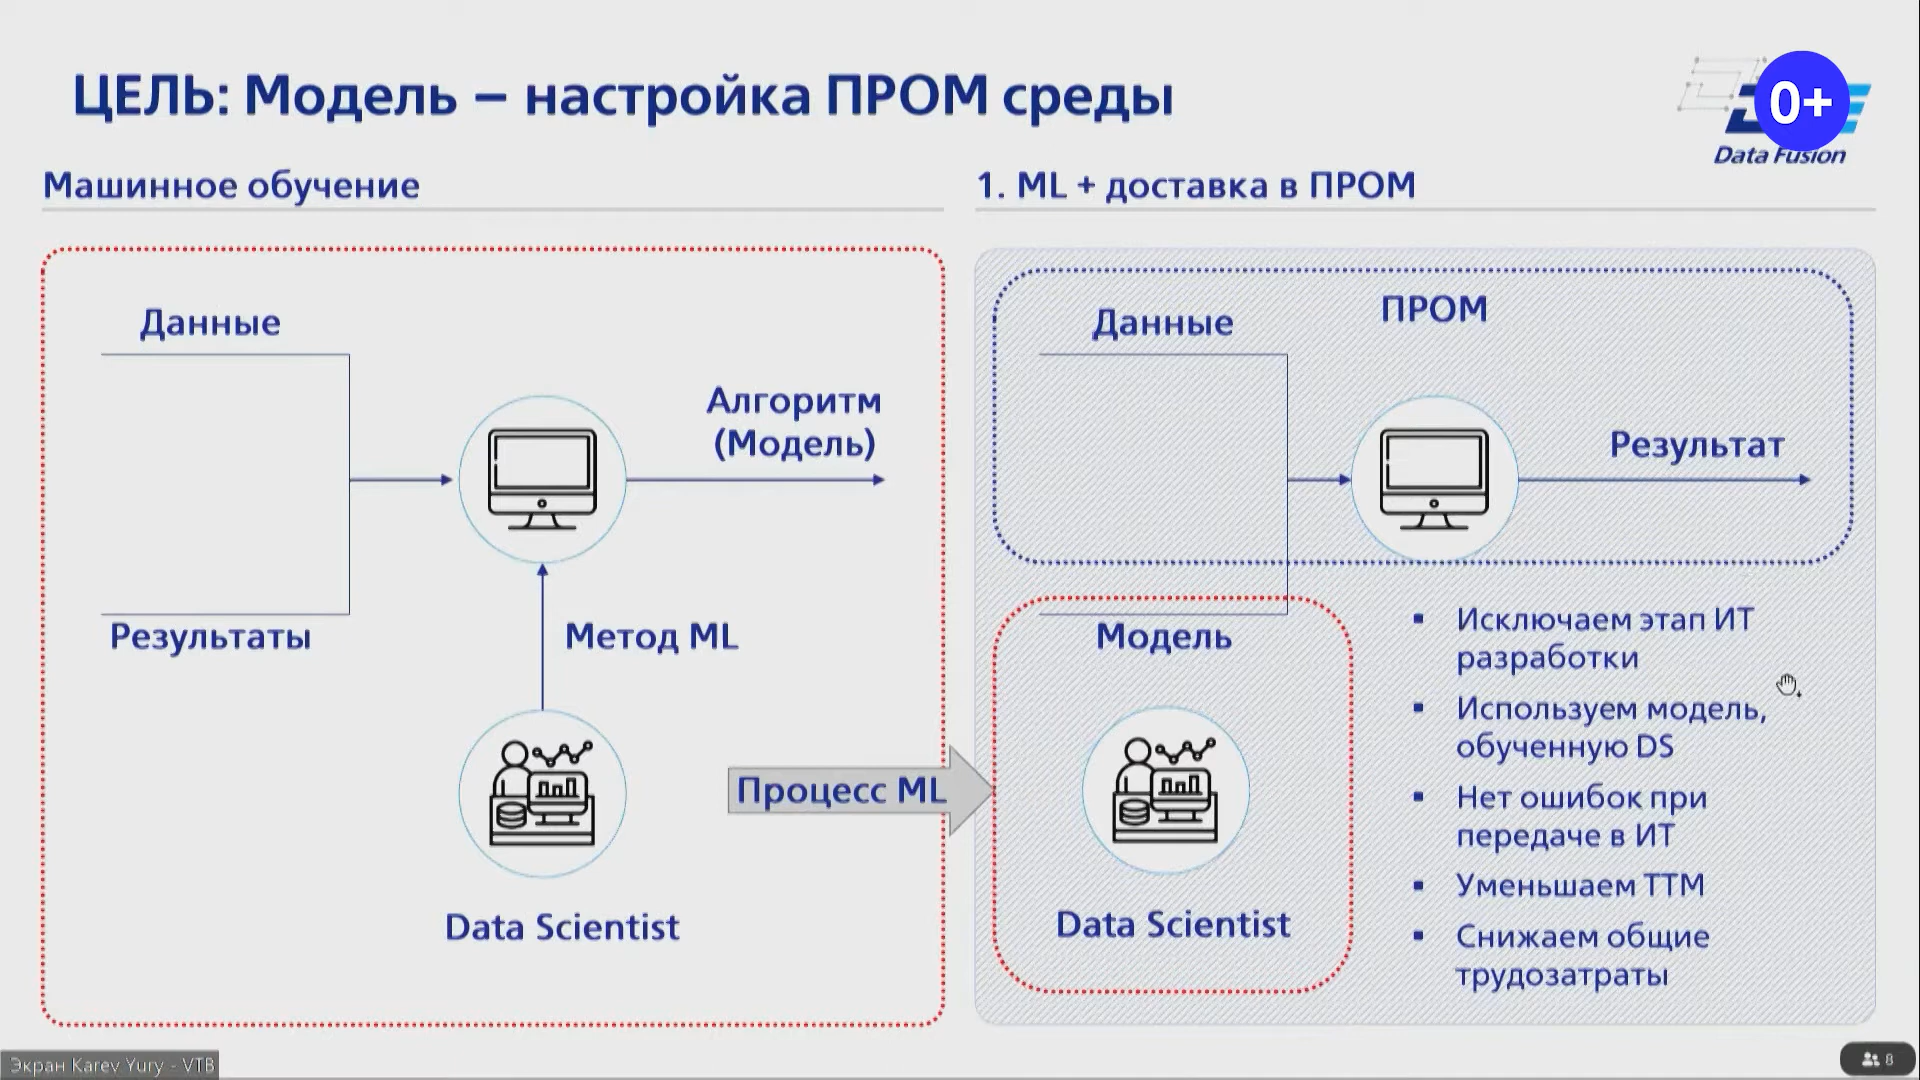 ЦЕЛЬ: Модель – настройка ПРОМ среды
0+
Data Fusion
Машинное обучение
Данные
Алгоритм
(Модель)
Результаты
Метод ML
Процесс ML
Data Scientist
1. ML + доставка в ПРОМ
ПРОМ
Данные
Результат
Модель
Data Scientist
▪ Исключаем этап ИТ
разработки
▪ Используем модель,
обученную DS
▪ Нет ошибок при
передаче в ИТ
▪ Уменьшаем ТТМ
▪ Снижаем общие
трудозатраты
Экран Karev Yury - VTB
8